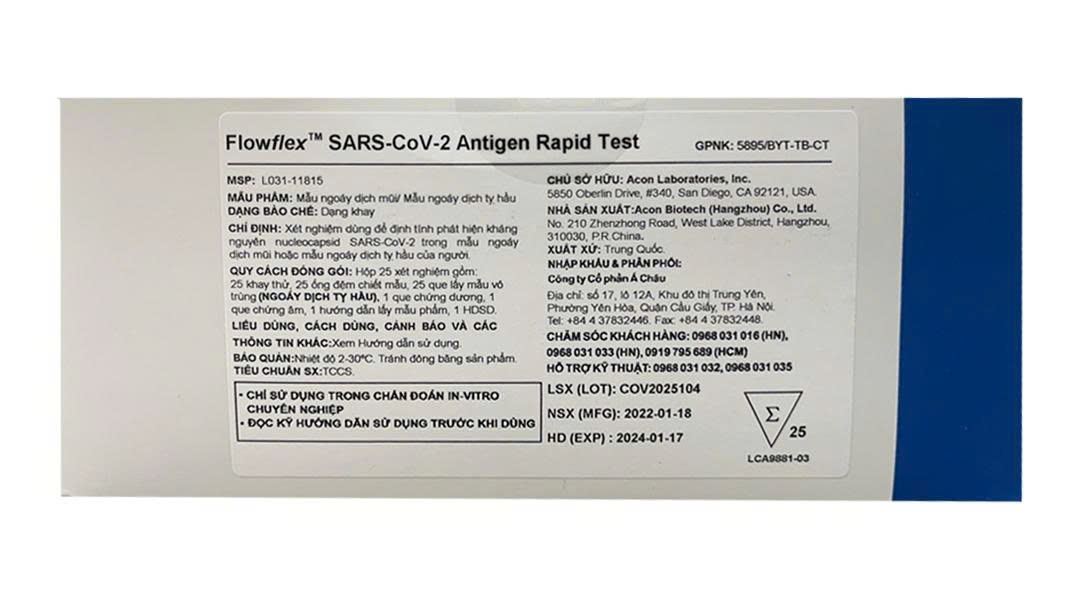 Flowflex™ SARS-CoV-2 Antigen Rapid Test
GPNK: 5895/BYT-TB-CT
MSP: L031-11815
MẪU PHẨM: Mẫu ngoáy dịch mũi/ Mẫu ngoáy dịch tỵ hầu
DẠNG BÀO CHẾ: Dạng khay
CHỈ ĐỊNH: Xét nghiệm dùng để định tính phát hiện kháng
nguyên nucleocapsid SARS-CoV-2 trong mẫu ngoáy
dịch mũi hoặc mẫu ngoáy dịch tỵ hầu của người.
QUY CÁCH ĐÓNG GÓI: Hộp 25 xét nghiệm gồm:
25 khay thử, 25 ống đệm chiết mẫu, 25 que lấy mẫu vô
trùng (NGOÁY DỊCH TỴ HẦU), 1 que chứng dương, 1
que chứng âm, 1 hướng dẫn lấy mẫu phẩm, 1 HDSD.
LIỀU DÙNG, CÁCH DÙNG, CẢNH BÁO VÀ CÁC
THÔNG TIN KHÁC:Xem Hướng dẫn sử dụng.
BẢO QUẢN:Nhiệt độ 2-30°C. Tránh đông băng sản phẩm.
TIÊU CHUẨN SX:TCCS.
• CHỈ SỬ DỤNG TRONG CHẨN ĐOÁN IN-VITRO
CHUYÊN NGHIỆP
• ĐỌC KỸ HƯỚNG DẪN SỬ DỤNG TRƯỚC KHI DÙNG
CHỦ SỞ HỮU: Acon Laboratories, Inc.
5850 Oberlin Drive, #340, San Diego, CA 92121, USA.
NHÀ SẢN XUẤT:Acon Biotech (Hangzhou) Co., Ltd.
No. 210 Zhenzhong Road, West Lake District, Hangzhou,
310030, P.R.China.
XUẤT XỨ: Trung Quốc.
NHẬP KHẨU & PHÂN PHỐI:
Công ty Cổ phần Á Châu
Địa chỉ: số 17, lô 12A, Khu đô thị Trung Yên,
Phường Yên Hòa, Quận Cầu Giấy, TP. Hà Nội.
Tel: +84 4 37832446. Fax: +84 4 37832448.
CHĂM SÓC KHÁCH HÀNG: 0968 031 016 (HN),
0968 031 033 (HN), 0919 795 689 (HCM)
HỖ TRỢ KỸ THUẬT: 0968 031 032, 0968 031 035
LSX (LOT): COV2025104
NSX (MFG): 2022-01-18
HD (EXP) : 2024-01-17
Σ
25
LCA9881-03